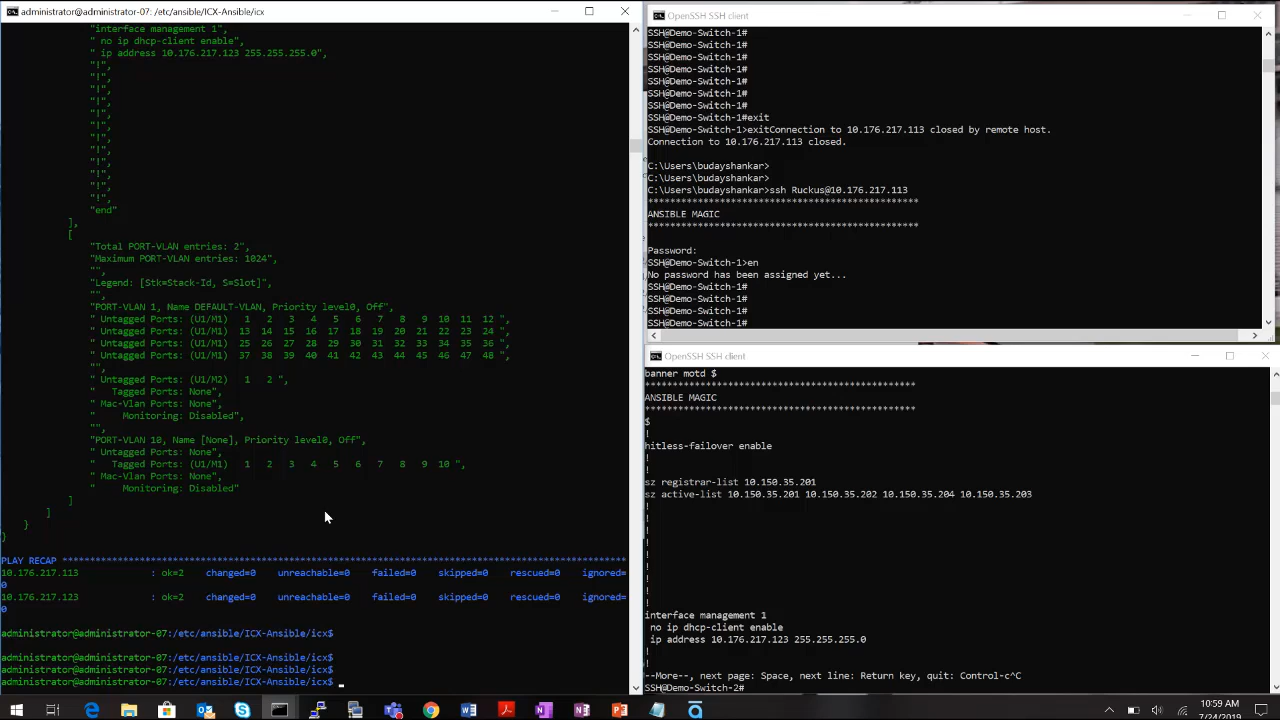 administrator@administrator-07: /etc/ansible/ICX-Ansible/icx
"interface management 1",
" no ip dhcp-client enable",
" ip address 10.176.217.123 255.255.255.0",
"!",
"!",
"!",
"!",
"!",
"!",
"!",
"!",
"!",
"!",
"!",
"!",
"end"
],
[
"Total PORT-VLAN entries: 2",
"Maximum PORT-VLAN entries: 1024",
"",
"Legend: [Stk=Stack-Id, S=Slot]",
"",
"PORT-VLAN 1, Name DEFAULT-VLAN, Priority level0, Off",
" Untagged Ports: (U1/M1)   1   2   3   4   5   6   7   8   9  10  11  12 ",
" Untagged Ports: (U1/M1)  13  14  15  16  17  18  19  20  21  22  23  24 ",
" Untagged Ports: (U1/M1)  25  26  27  28  29  30  31  32  33  34  35  36 ",
" Untagged Ports: (U1/M1)  37  38  39  40  41  42  43  44  45  46  47  48 ",
"",
" Untagged Ports: (U1/M2)   1   2 ",
"   Tagged Ports: None",
" Mac-Vlan Ports: None",
"     Monitoring: Disabled",
"",
"PORT-VLAN 10, Name [None], Priority level0, Off",
" Untagged Ports: None",
"   Tagged Ports: (U1/M1)   1   2   3   4   5   6   7   8   9  10 ",
" Mac-Vlan Ports: None",
"     Monitoring: Disabled"
]
]
}
}
PLAY RECAP ****************************************************************************
10.176.217.113 : ok=2 changed=0 unreachable=0 failed=0 skipped=0 rescued=0 ignored=
0
10.176.217.123 : ok=2 changed=0 unreachable=0 failed=0 skipped=0 rescued=0 ignored=
0
administrator@administrator-07:/etc/ansible/ICX-Ansible/icx$
administrator@administrator-07:/etc/ansible/ICX-Ansible/icx$
administrator@administrator-07:/etc/ansible/ICX-Ansible/icx$
administrator@administrator-07:/etc/ansible/ICX-Ansible/icx$
OpenSSH SSH client
SSH@Demo-Switch-1#
SSH@Demo-Switch-1#
SSH@Demo-Switch-1#
SSH@Demo-Switch-1#
SSH@Demo-Switch-1#
SSH@Demo-Switch-1#
SSH@Demo-Switch-1#
SSH@Demo-Switch-1#exit
SSH@Demo-Switch-1>exitConnection to 10.176.217.113 closed by remote host.
Connection to 10.176.217.113 closed.
C:\Users\budayshankar>
C:\Users\budayshankar>
C:\Users\budayshankar>ssh Ruckus@10.176.217.113
********************************************
ANSIBLE MAGIC
********************************************
Password:
SSH@Demo-Switch-1>en
No password has been assigned yet...
SSH@Demo-Switch-1#
SSH@Demo-Switch-1#
SSH@Demo-Switch-1#
SSH@Demo-Switch-1#
OpenSSH SSH client
banner motd $
********************************************
ANSIBLE MAGIC
********************************************
$
!
hitless-failover enable
!
!
sz registrar-list 10.150.35.201
sz active-list 10.150.35.201 10.150.35.202 10.150.35.204 10.150.35.203
!
!
!
!
!
!
!
!
!
interface management 1
no ip dhcp-client enable
ip address 10.176.217.123 255.255.255.0
!
!
--More--, next page: Space, next line: Return key, quit: Control-c^C
SSH@Demo-Switch-2#
10:59 AM
7/24/2019